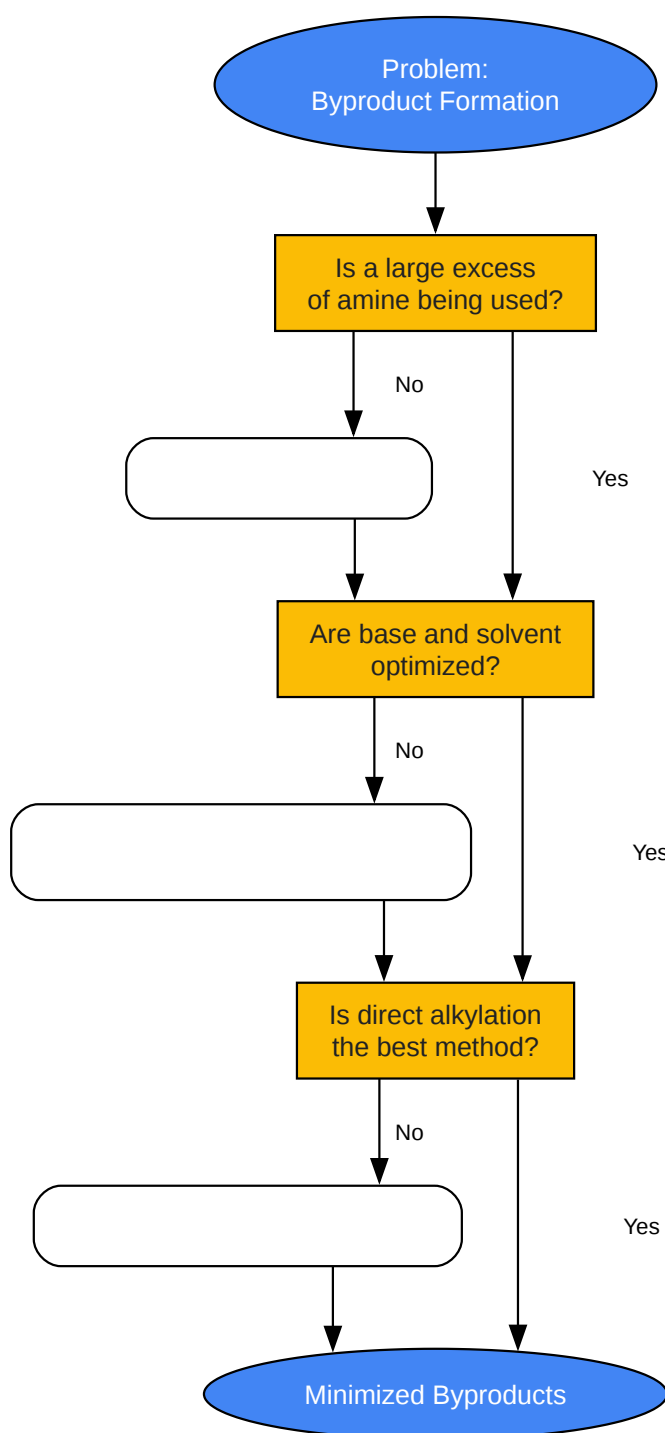 Problem:
Byproduct Formation
Is a large excess
of amine being used?
No
Yes
Are base and solvent
optimized?
No
Yes
Is direct alkylation
the best method?
No
Yes
Minimized Byproducts